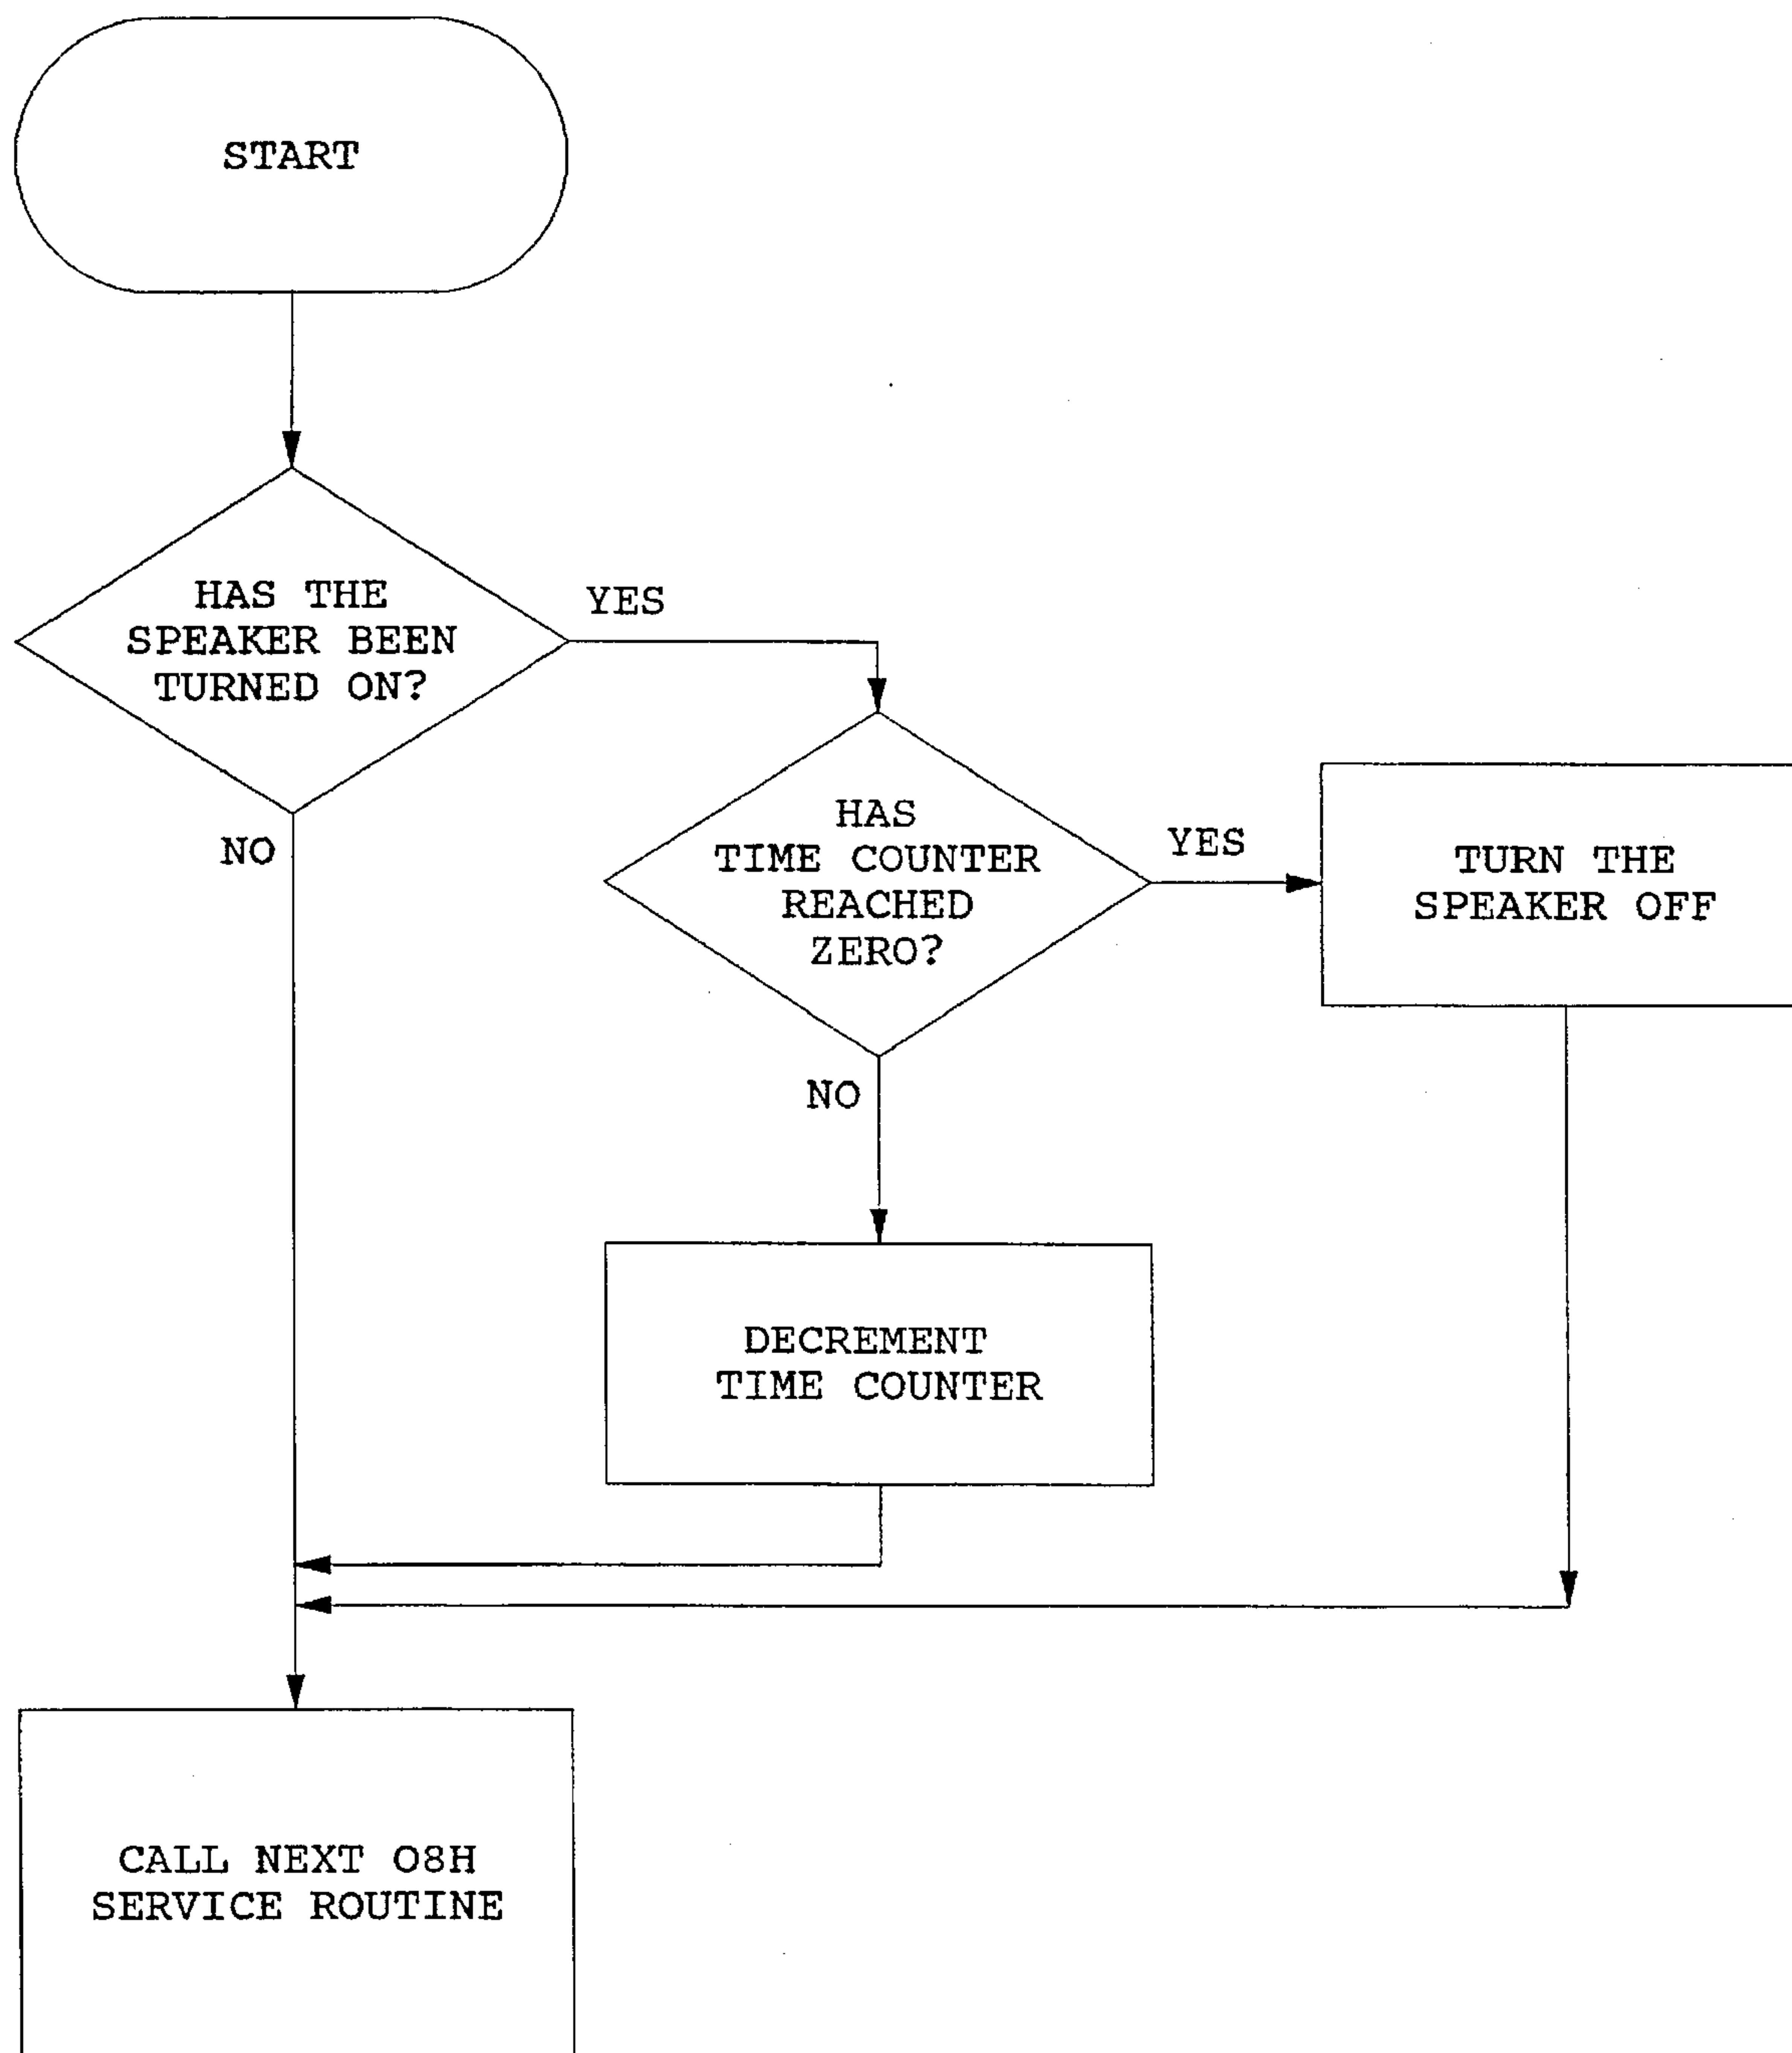 START
HAS THE
SPEAKER BEEN
TURNED ON?
YES
NO
HAS
TIME COUNTER
REACHED
ZERO?
YES
TURN THE
SPEAKER OFF
NO
DECREMENT
TIME COUNTER
CALL NEXT O8H
SERVICE ROUTINE